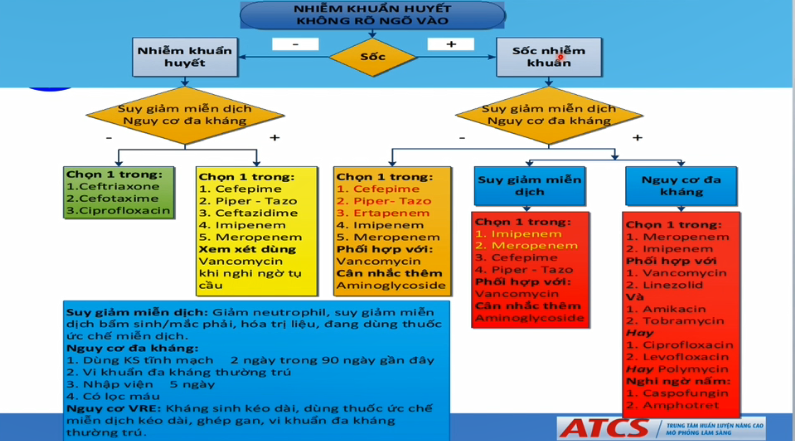 NHIỄM KHUẨN HUYẾT
KHÔNG RÕ NGÕ VÀO
-
Sốc
+
Nhiễm khuẩn
huyết
Sốc nhiễm
khuẩn
Suy giảm miễn dịch
Nguy cơ đa kháng
-
+
Suy giảm miễn dịch
Nguy cơ đa kháng
-
+
Chọn 1 trong:
1.Ceftriaxone
2.Cefotaxime
3.Ciprofloxacin
Chọn 1 trong:
1. Cefepime
2. Piper - Tazo
3. Ceftazidime
4. Imipenem
5. Meropenem
Xem xét dùng
Vancomycin
khi nghi ngờ tụ
cầu
Chọn 1 trong:
1. Cefepime
2. Piper- Tazo
3. Ertapenem
4. Imipenem
5. Meropenem
Phối hợp với:
Vancomycin
Cân nhắc thêm
Aminoglycoside
Suy giảm miễn
dịch
Chọn 1 trong:
1. Imipenem
2. Meropenem
3. Cefepime
4. Piper - Tazo
Phối hợp với:
Vancomycin
Cân nhắc thêm
Aminoglycoside
Nguy cơ đa
kháng
Chọn 1 trong:
1. Meropenem
2. Imipenem
Phối hợp với
1. Vancomycin
2. Linezolid
Và
1. Amikacin
2. Tobramycin
Hay
1. Ciprofloxacin
2. Levofloxacin
Hay Polymycin
Nghi ngờ nấm:
1. Caspofungin
2. Amphotret
Suy giảm miễn dịch: Giảm neutrophil, suy giảm miễn
dịch bẩm sinh/mắc phải, hóa trị liệu, đang dùng thuốc
ức chế miễn dịch.
Nguy cơ đa kháng:
1. Dùng KS tĩnh mạch 2 ngày trong 90 ngày gần đây
2. Vi khuẩn đa kháng thường trú
3. Nhập viện 5 ngày
4. Có lọc máu
Nguy cơ VRE: Kháng sinh kéo dài, dùng thuốc ức chế
miễn dịch kéo dài, ghép gan, vi khuẩn đa kháng
thường trú.
ATCS
TRUNG TÂM HUẤN LUYỆN NÂNG CAO
MÔ PHỎNG LÂM SÀNG